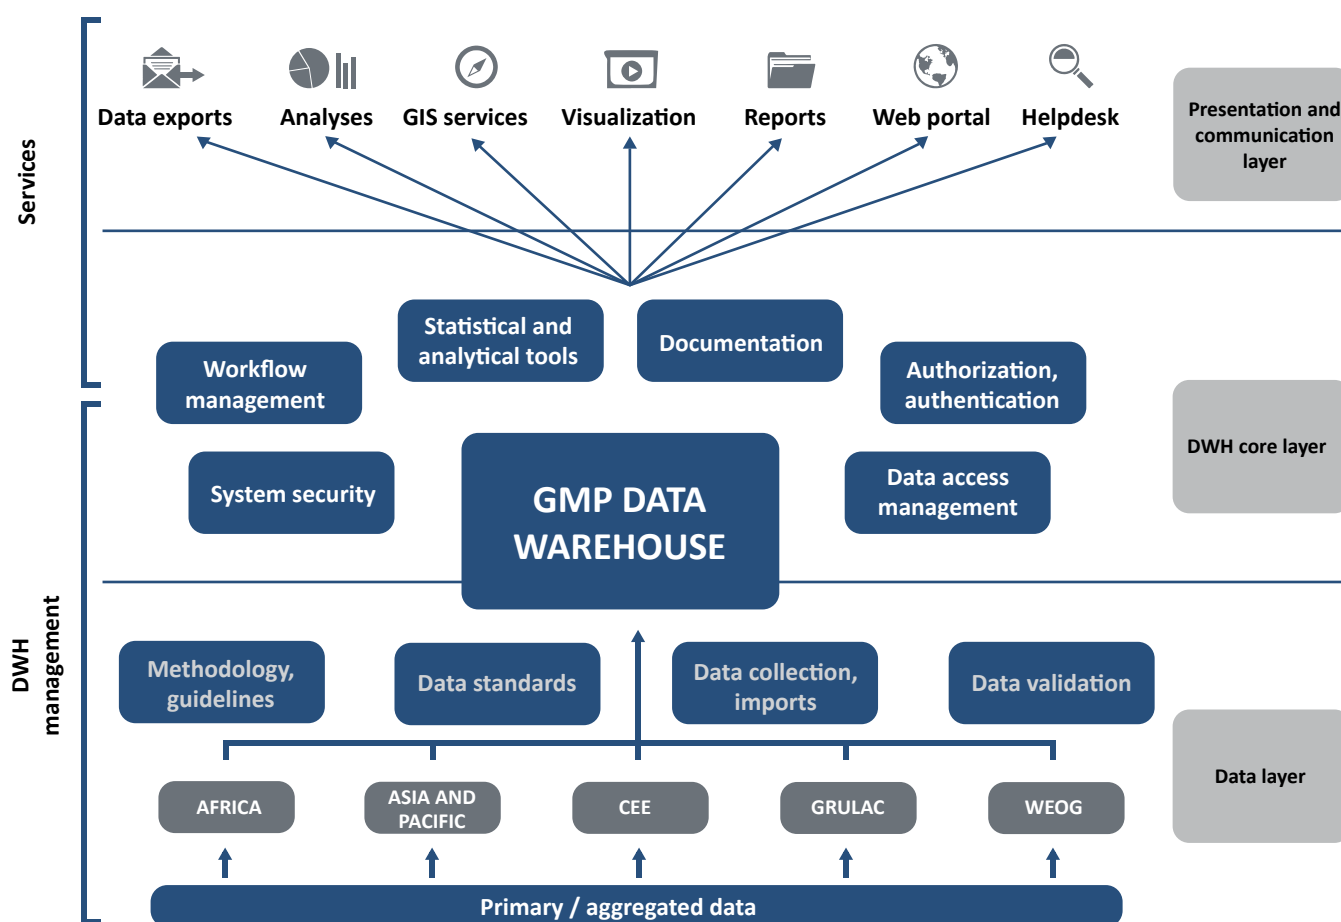 Services
Data exports
Analyses
GIS services
Visualization
Reports
Web portal
Helpdesk
Presentation and
communication
layer
Statistical and
analytical tools
Documentation
Workflow
management
Authorization,
authentication
System security
GMP DATA
WAREHOUSE
Data access
management
DWH core layer
DWH
management
Methodology,
guidelines
Data standards
Data collection,
imports
Data validation
AFRICA
ASIA AND
PACIFIC
CEE
GRULAC
WEOG
Data layer
Primary / aggregated data